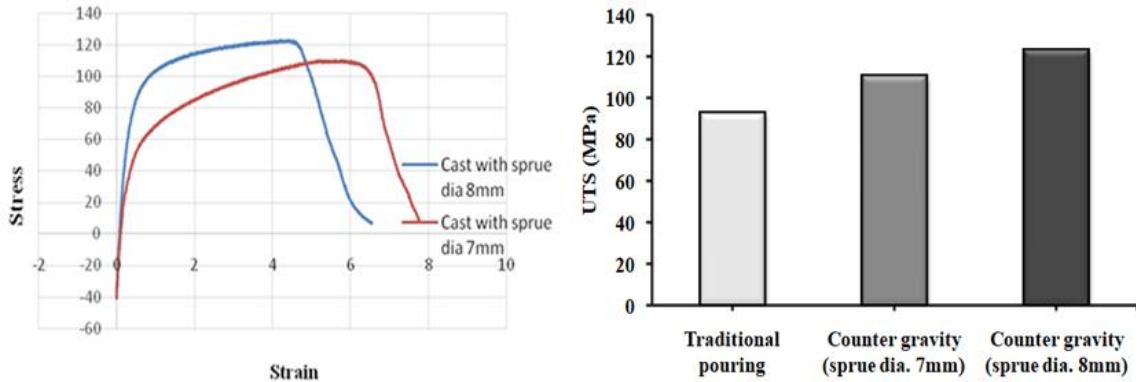 140
120
100
80
60
40
20
0
-20
-40
-60
-2
0
2
4
6
8
10
Stress
Strain
Cast with sprue
dia 8mm
Cast with sprue
dia 7mm
140
120
100
80
60
40
20
0
UTS (MPa)
Traditional
pouring
Counter gravity
(sprue dia. 7mm)
Counter gravity
(sprue dia. 8mm)